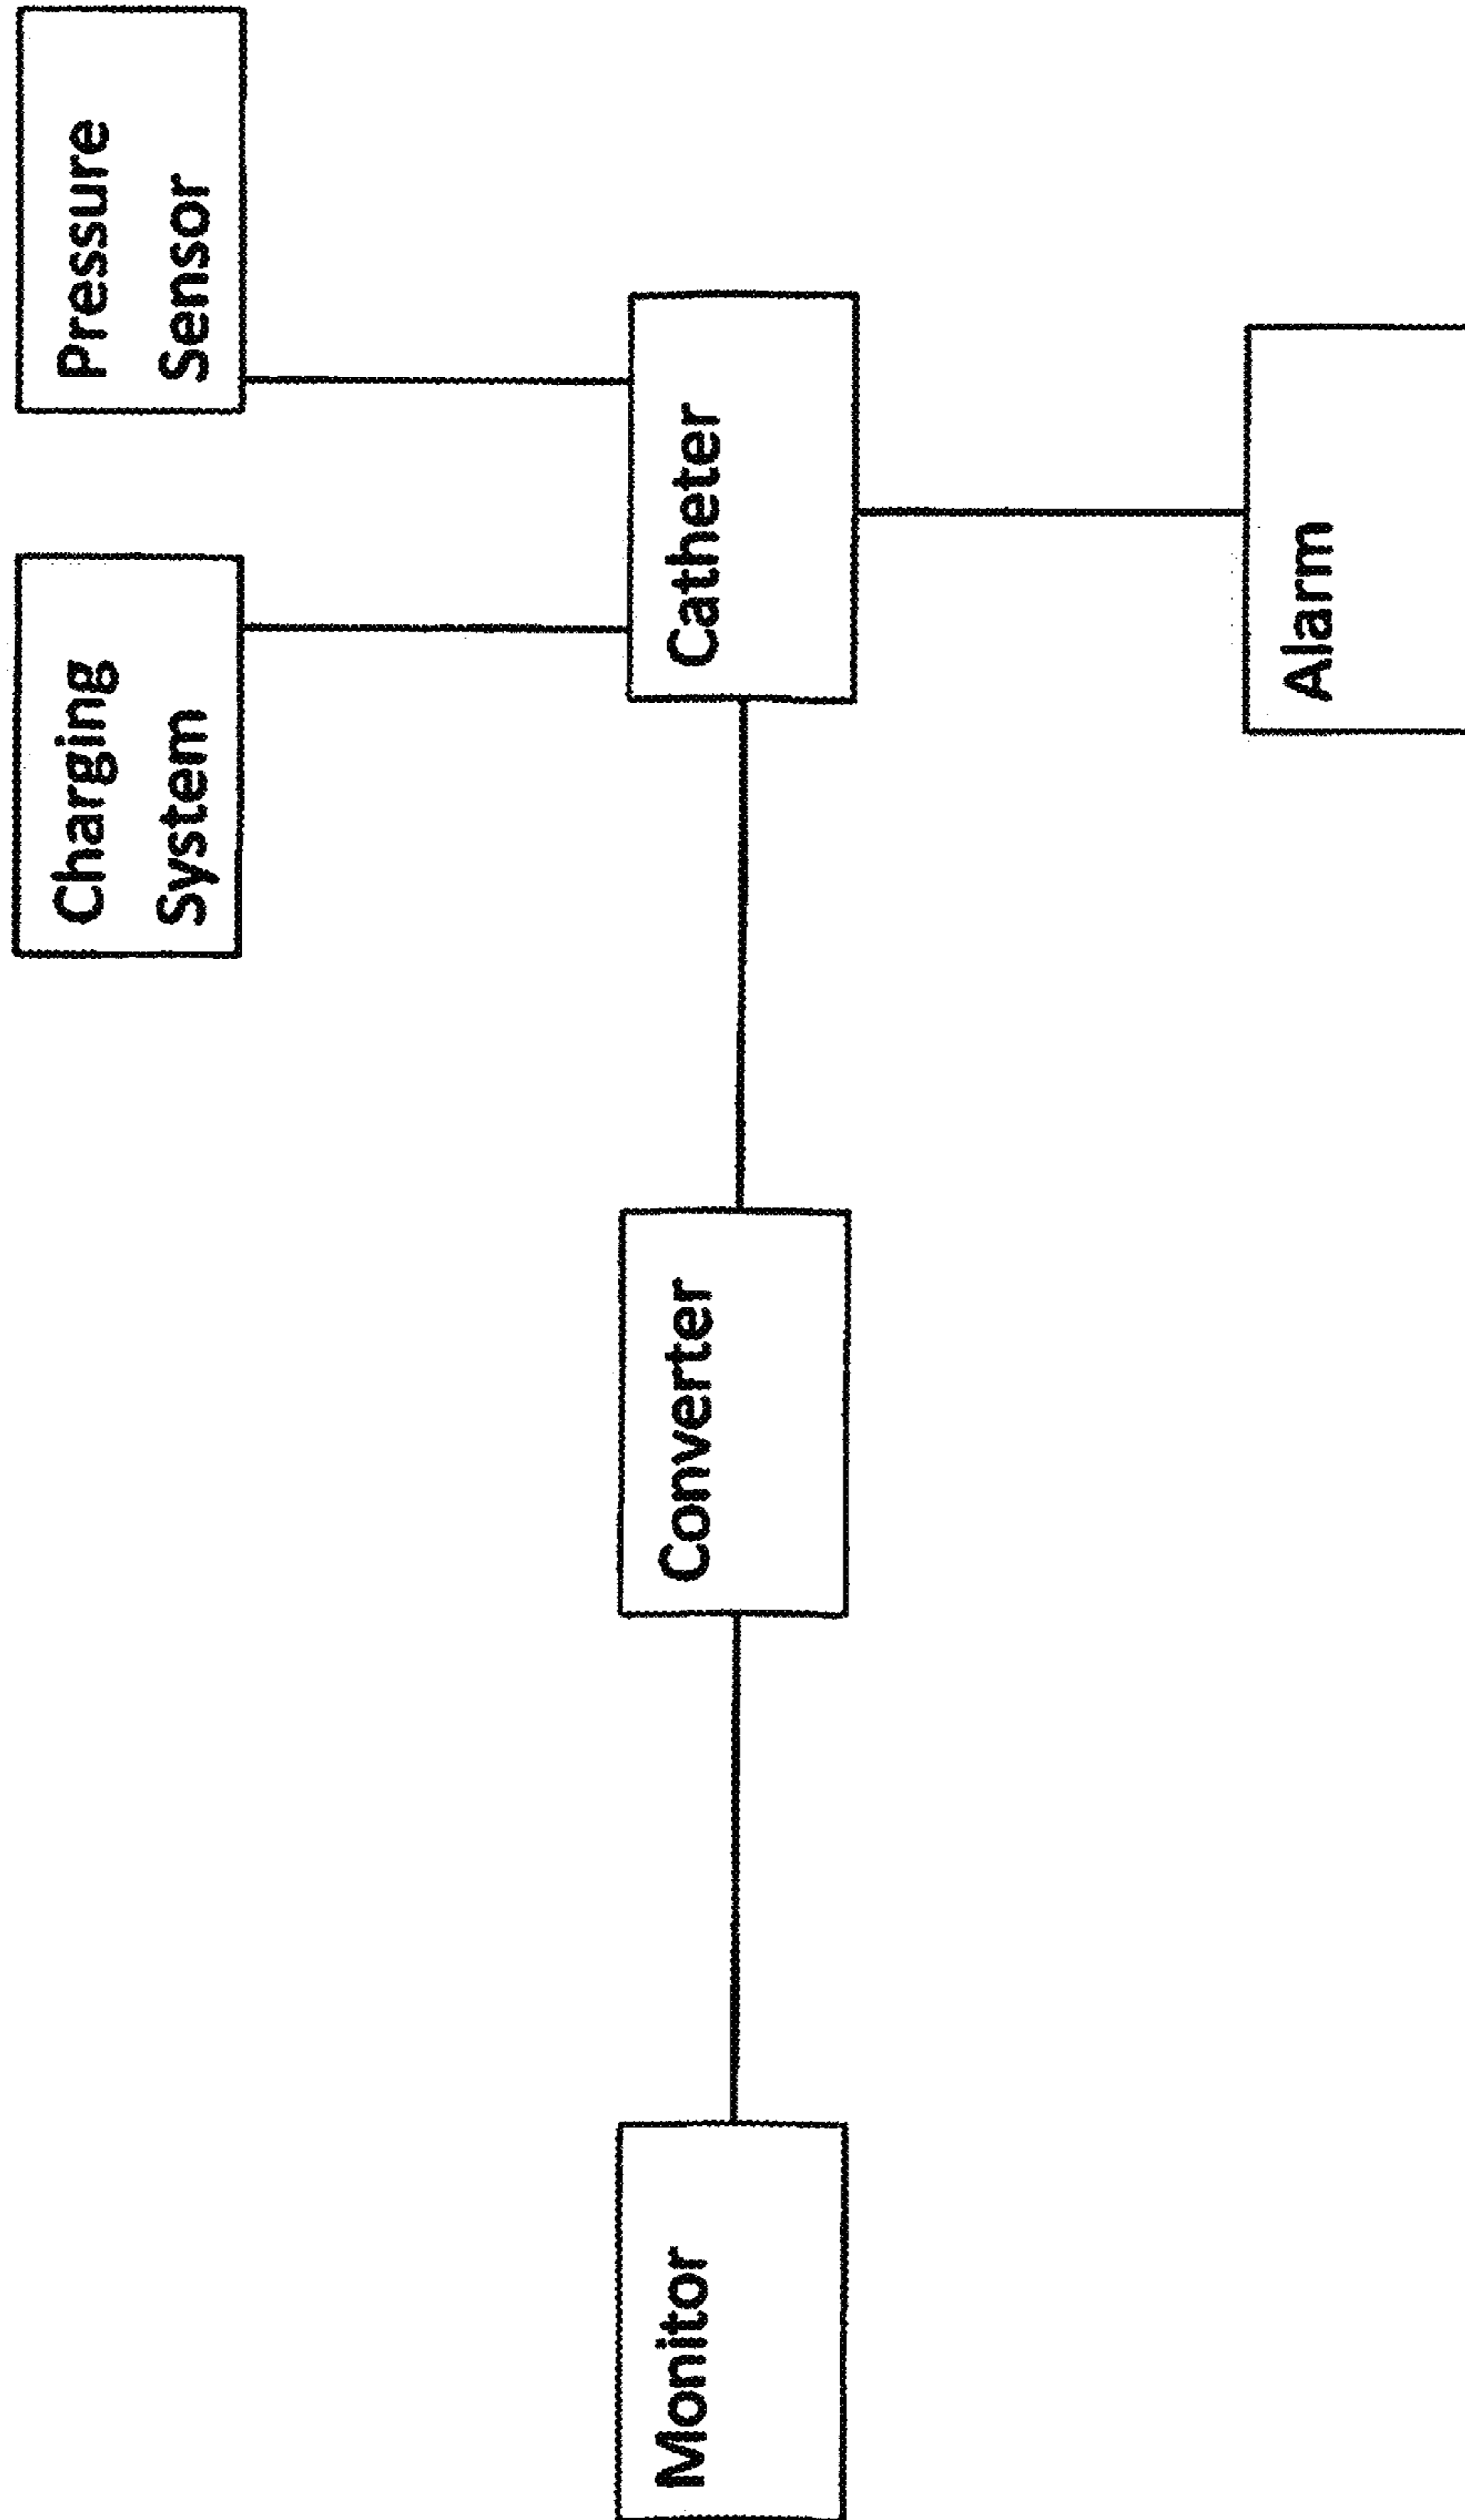 Charging
System
Pressure
Sensor
Monitor
Converter
Catheter
Alarm